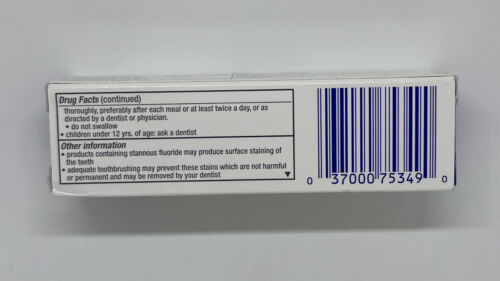 Drug Facts (continued)
thoroughly, preferably after each meal or at least twice a day, or as
directed by a dentist or physician.
• do not swallow
• children under 12 yrs. of age: ask a dentist
Other information
• products containing stannous fluoride may produce surface staining of
the teeth
• adequate toothbrushing may prevent these stains which are not harmful
or permanent and may be removed by your dentist ▼
0 37000 75349 0